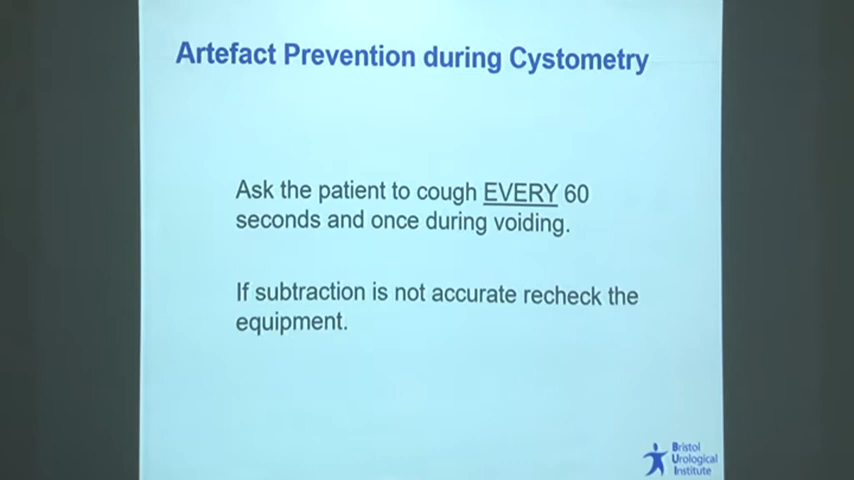 Artefact Prevention during Cystometry
Ask the patient to cough EVERY 60
seconds and once during voiding.
If subtraction is not accurate recheck the
equipment.
Bristol
Urological
Institute